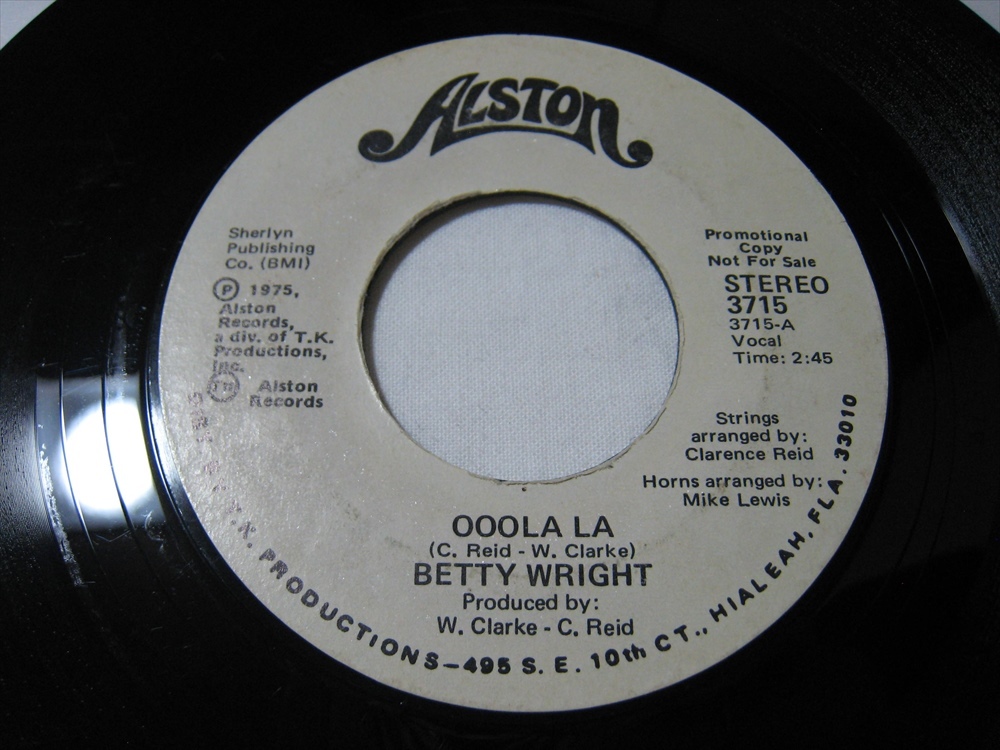 ALSTON
Sherlyn
Publishing
Co. (BMI)
Ⓟ 1975,
Alston
Records,
a div. of T.K.
Productions,
Inc.
TM Alston
Records
Promotional
Copy
Not For Sale
STEREO
3715
3715-A
Vocal
Time: 2:45
Strings
arranged by:
Clarence Reid
Horns arranged by:
Mike Lewis
OOOLA LA
(C. Reid - W. Clarke)
BETTY WRIGHT
Produced by:
W. Clarke - C. Reid
T.K. PRODUCTIONS—495 S. E. 10th CT., HIALEAH, FLA. 33010